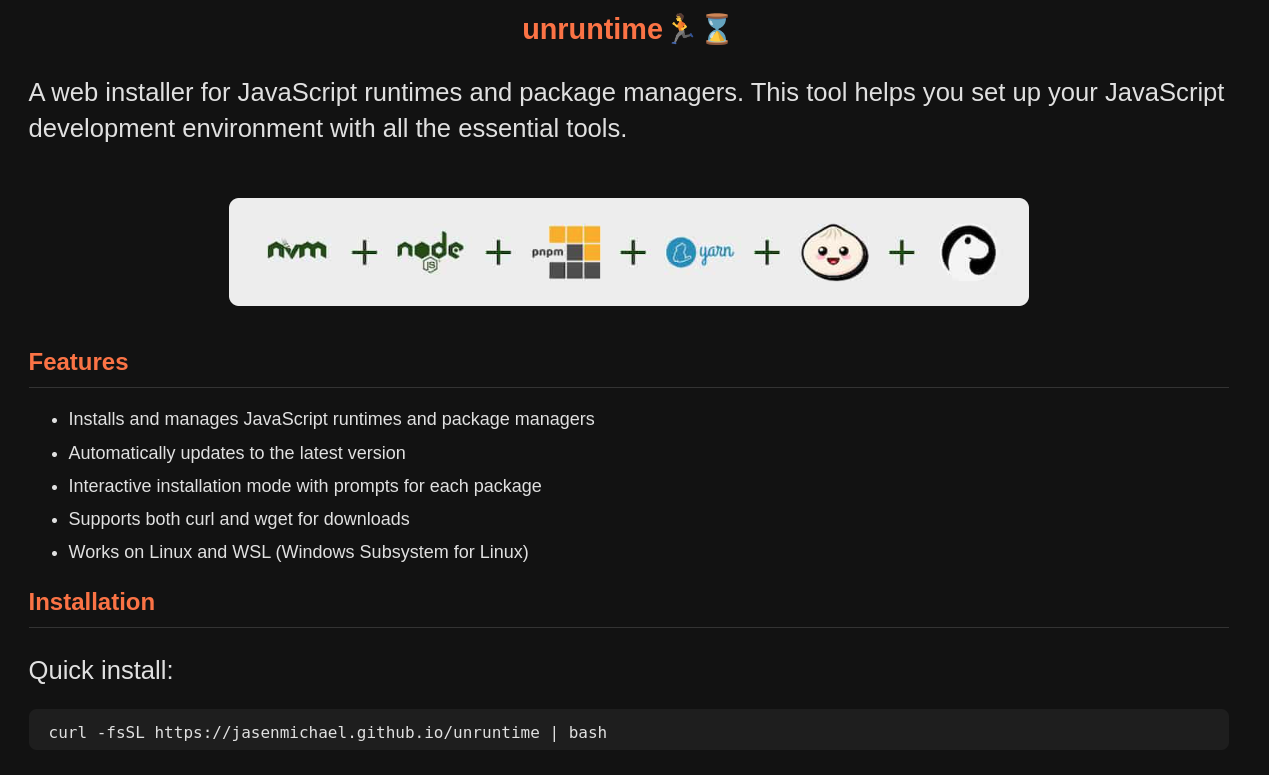 unruntime🏃⌛
A web installer for JavaScript runtimes and package managers. This tool helps you set up your JavaScript
development environment with all the essential tools.
nvm + node JS + pnpm + yarn + +
Features
• Installs and manages JavaScript runtimes and package managers
• Automatically updates to the latest version
• Interactive installation mode with prompts for each package
• Supports both curl and wget for downloads
• Works on Linux and WSL (Windows Subsystem for Linux)
Installation
Quick install:
curl -fsSL https://jasenmichael.github.io/unruntime | bash